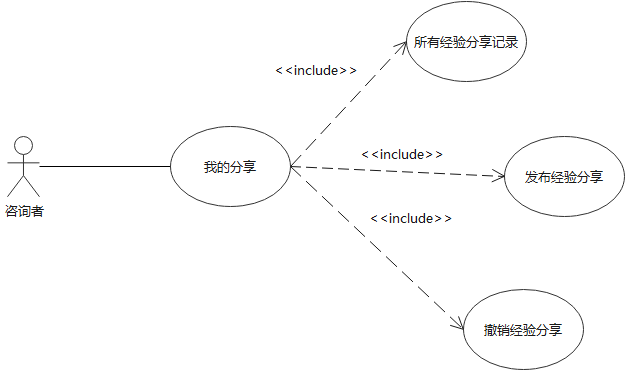 所有经验分享记录
<<include>>
<<include>>
我的分享
发布经验分享
咨询者
<<include>>
撤销经验分享